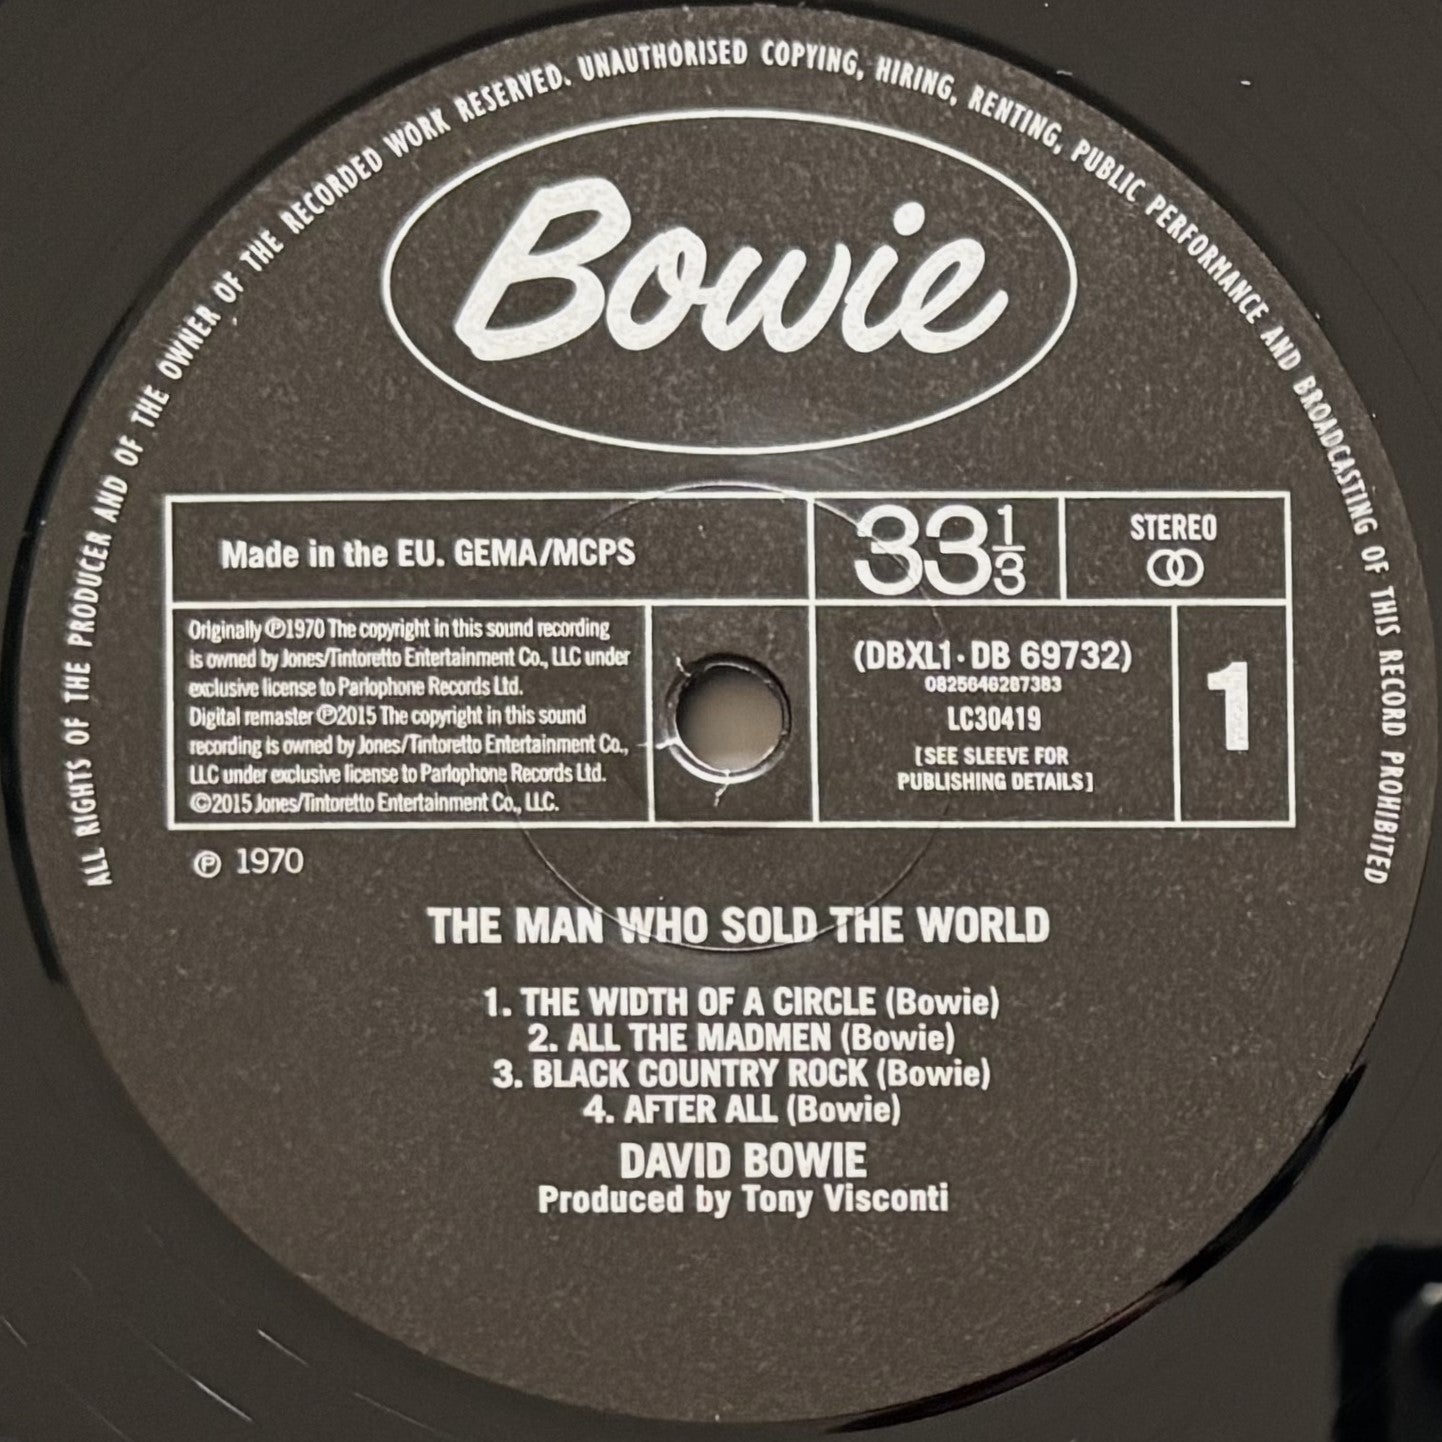 ALL RIGHTS OF THE PRODUCER AND OF THE OWNER OF THE RECORDED WORK RESERVED. UNAUTHORISED COPYING, HIRING, RENTING, PUBLIC PERFORMANCE AND BROADCASTING OF THIS RECORD PROHIBITED
Bowie
Made in the EU. GEMA/MCPS
33 1/3
STEREO
Originally ℗1970 The copyright in this sound recording
is owned by Jones/Tintoretto Entertainment Co., LLC under
exclusive license to Parlophone Records Ltd.
Digital remaster ℗2015 The copyright in this sound
recording is owned by Jones/Tintoretto Entertainment Co.,
LLC under exclusive license to Parlophone Records Ltd.
©2015 Jones/Tintoretto Entertainment Co., LLC.
(DBXL1 · DB 69732)
0825646287383
LC30419
[SEE SLEEVE FOR
PUBLISHING DETAILS]
1
℗ 1970
THE MAN WHO SOLD THE WORLD
1. THE WIDTH OF A CIRCLE (Bowie)
2. ALL THE MADMEN (Bowie)
3. BLACK COUNTRY ROCK (Bowie)
4. AFTER ALL (Bowie)
DAVID BOWIE
Produced by Tony Visconti